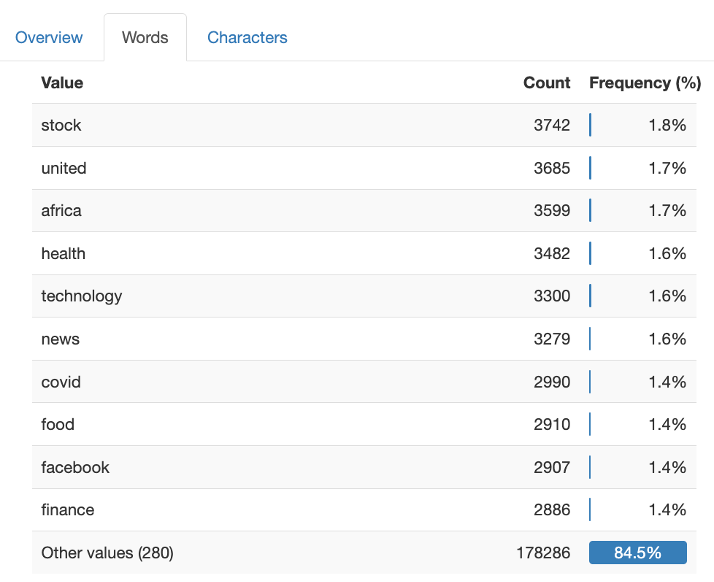 Overview Words Characters
Value Count Frequency (%)
stock 3742 1.8%
united 3685 1.7%
africa 3599 1.7%
health 3482 1.6%
technology 3300 1.6%
news 3279 1.6%
covid 2990 1.4%
food 2910 1.4%
facebook 2907 1.4%
finance 2886 1.4%
Other values (280) 178286 84.5%